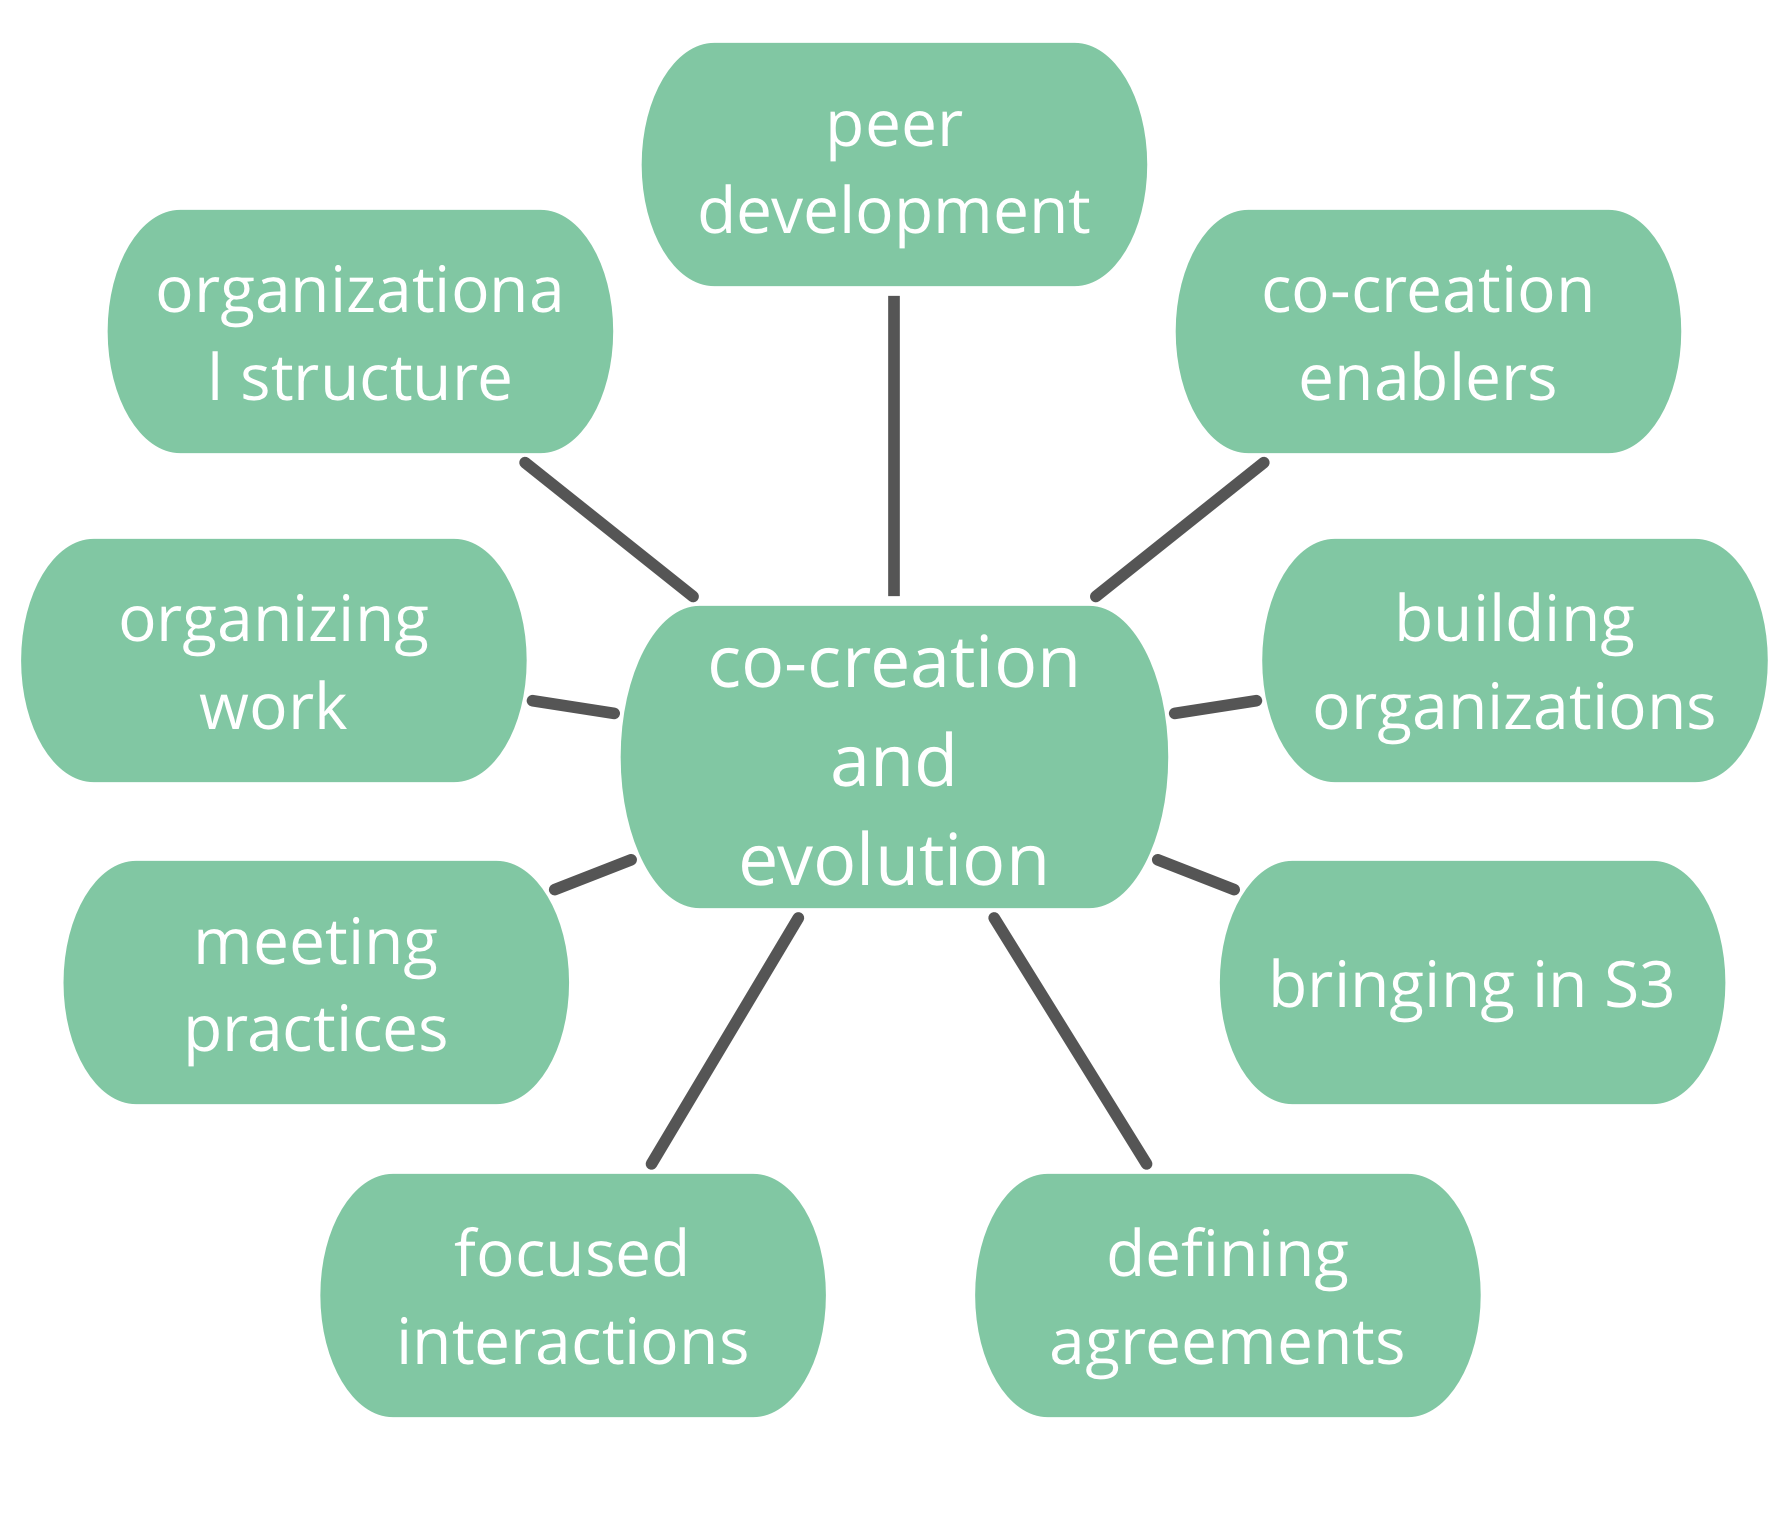 peer
development
organizationa
l structure
co-creation
enablers
organizing
work
co-creation
and
evolution
building
organizations
meeting
practices
bringing in S3
focused
interactions
defining
agreements